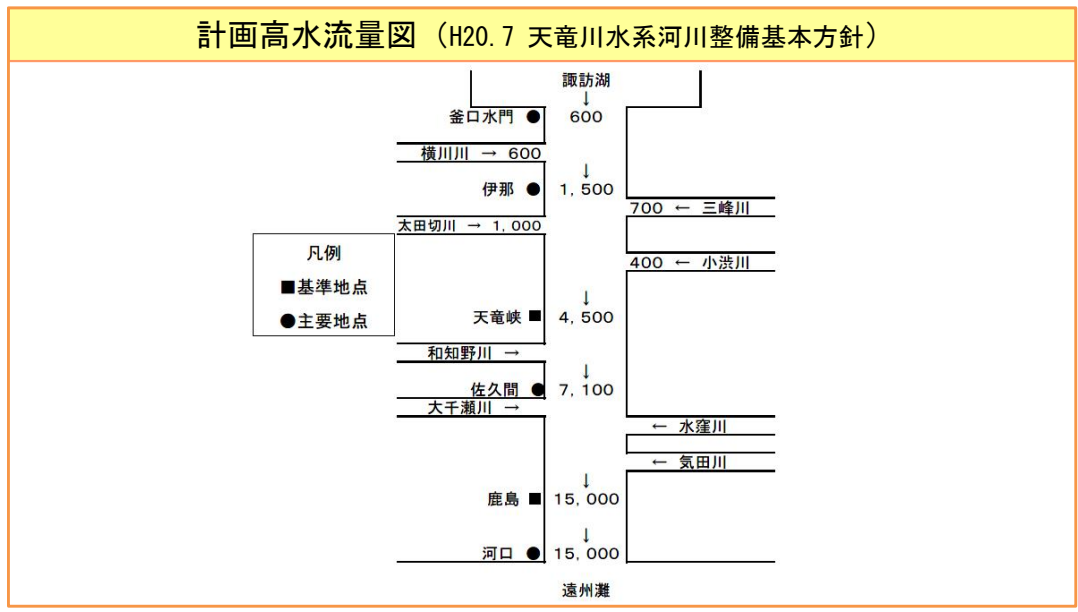 計画高水流量図（H20.7 天竜川水系河川整備基本方針）
諏訪湖
↓
釜口水門 ● 600
横川川 → 600
↓
伊那 ● 1,500
700 ← 三峰川
太田切川 → 1,000
凡例
■基準地点
●主要地点
400 ← 小渋川
↓
天竜峡 ■ 4,500
和知野川 →
↓
佐久間 ● 7,100
大千瀬川 →
← 水窪川
← 気田川
↓
鹿島 ■ 15,000
↓
河口 ● 15,000
遠州灘